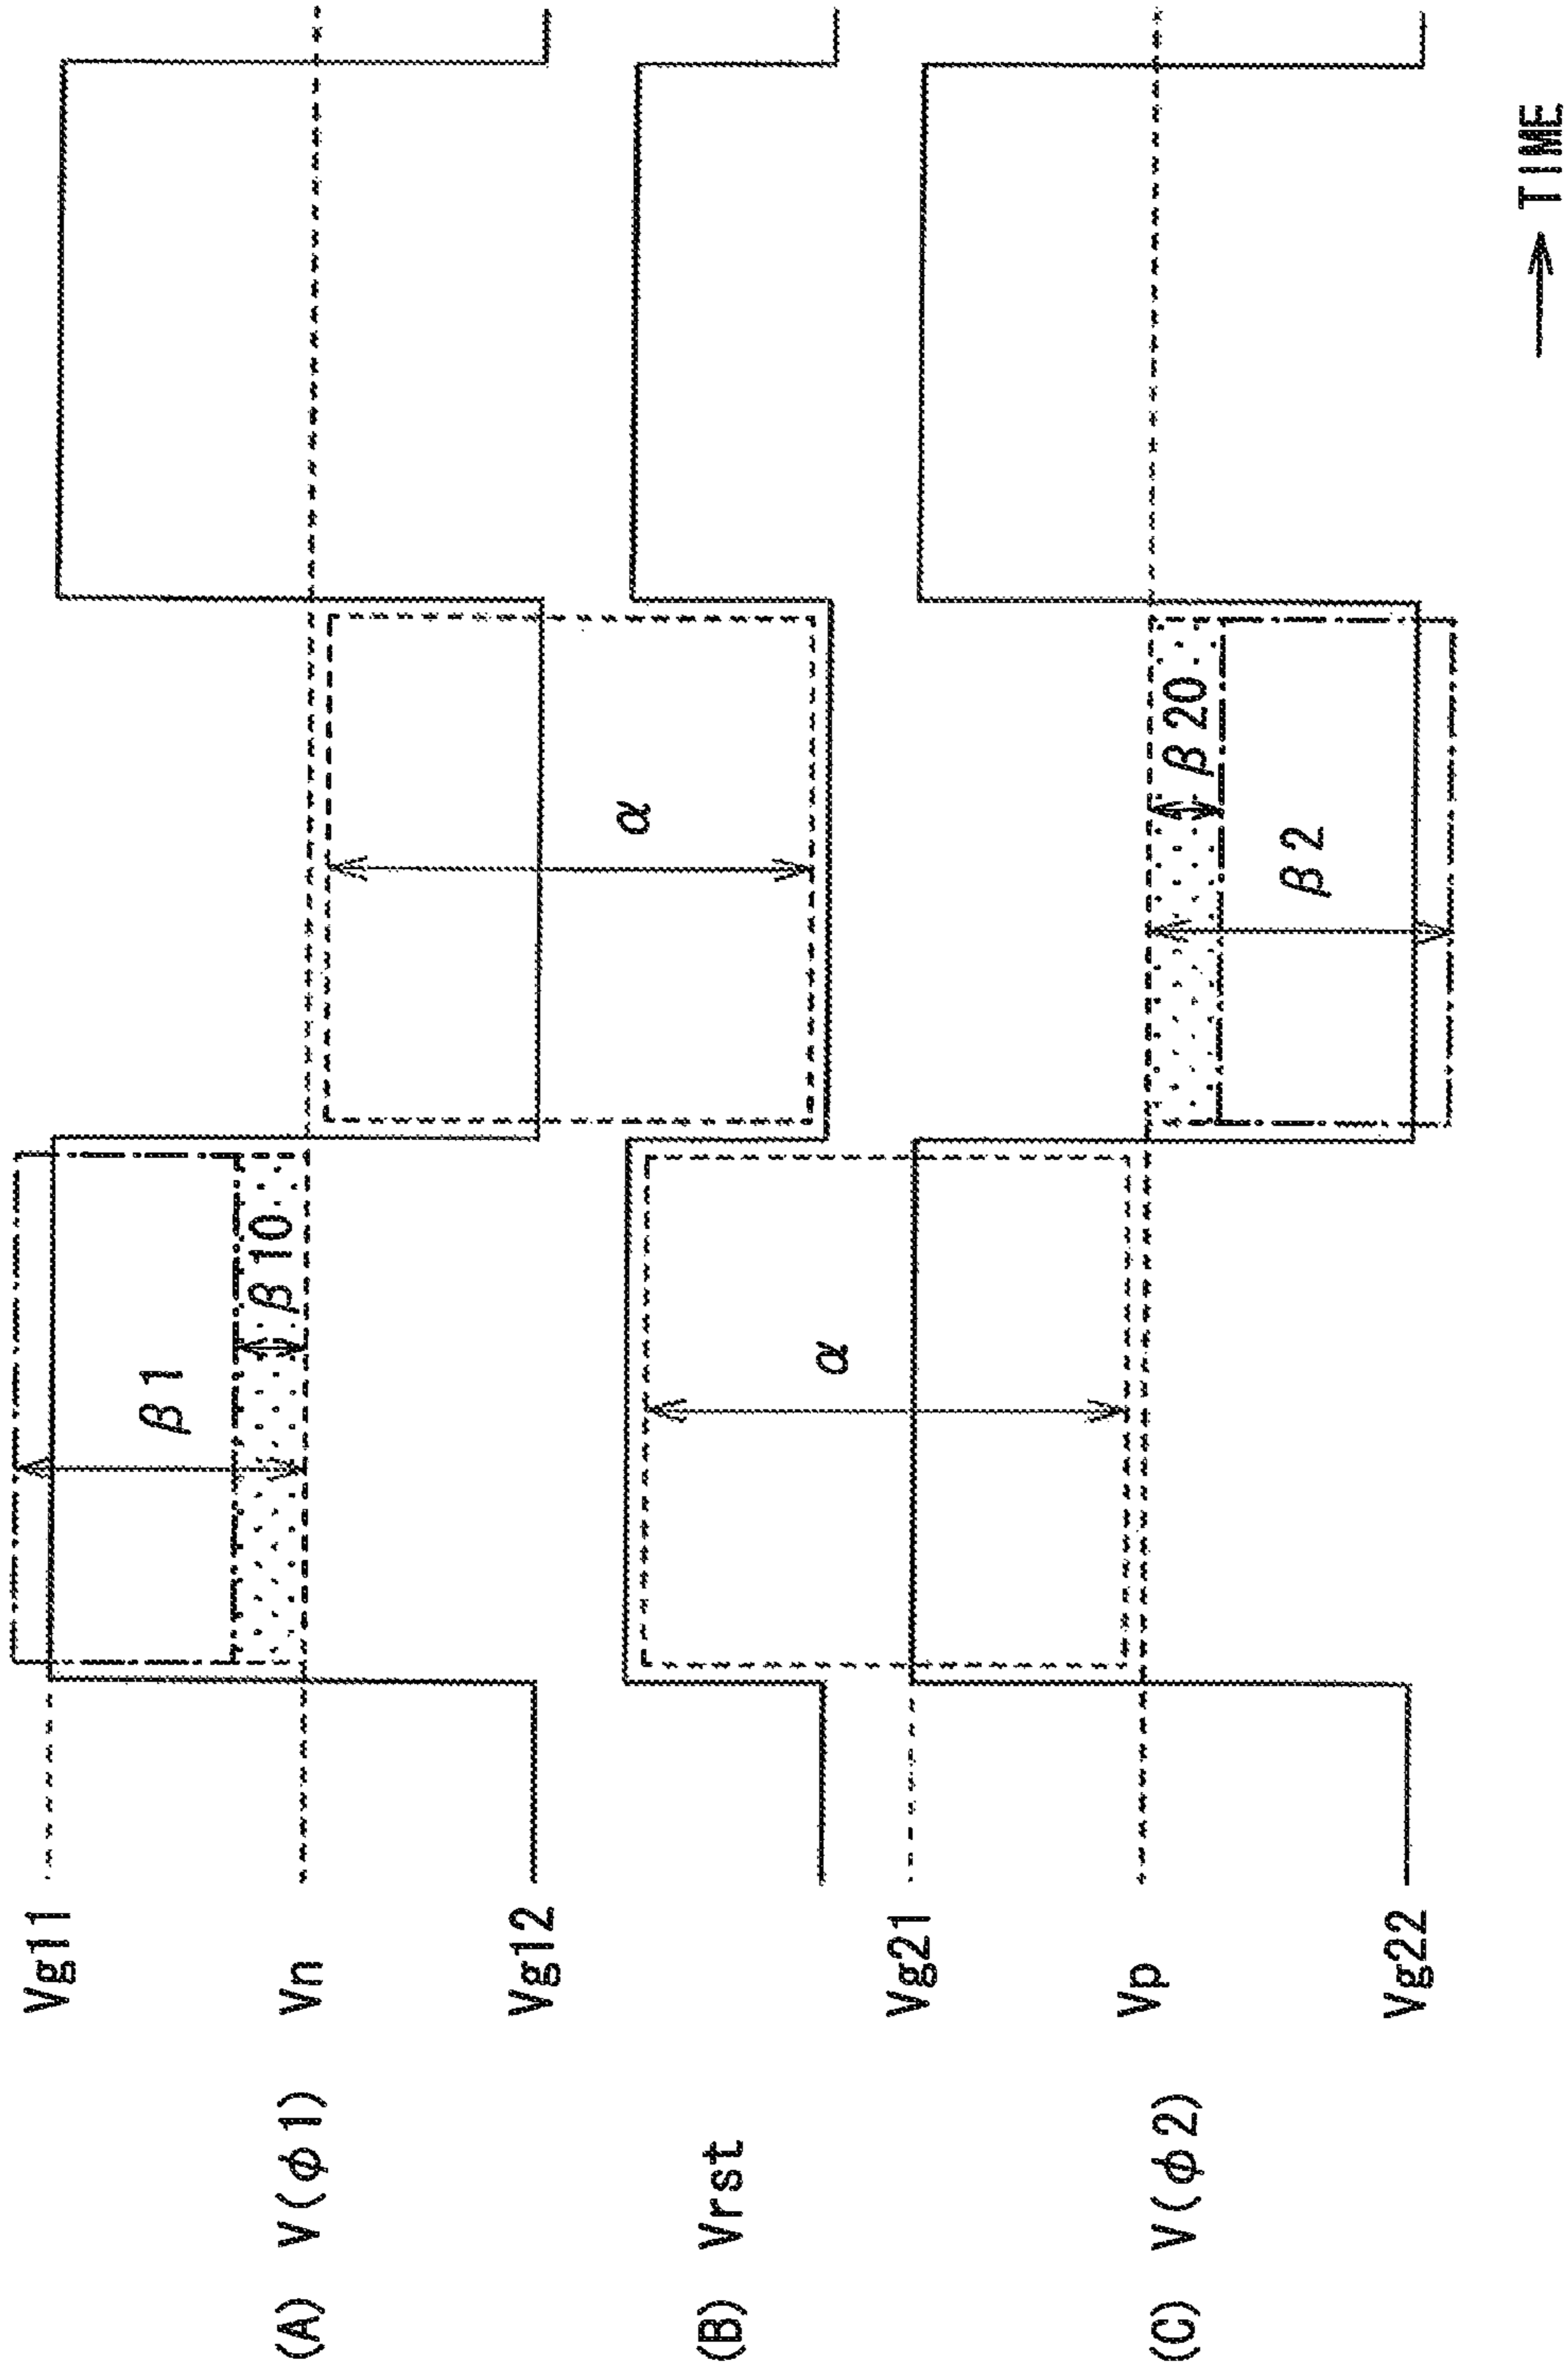 Vg11
β1
β10
(A) V(φ1)
Vn
Vg12
α
(B) Vrst
α
Vg21
(C) V(φ2)
Vp
β20
β2
Vg22
→ TIME